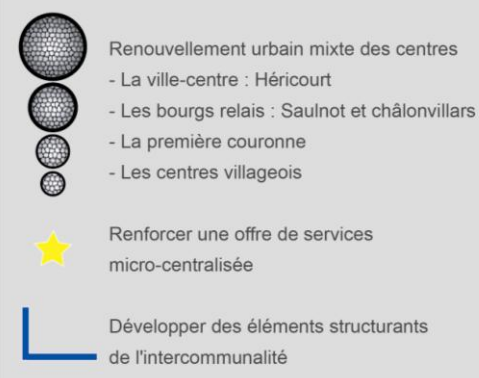 Renouvellement urbain mixte des centres
- La ville-centre : Héricourt
- Les bourgs relais : Saulnot et châlonvillars
- La première couronne
- Les centres villageois
Renforcer une offre de services
micro-centralisée
Développer des éléments structurants
de l'intercommunalité